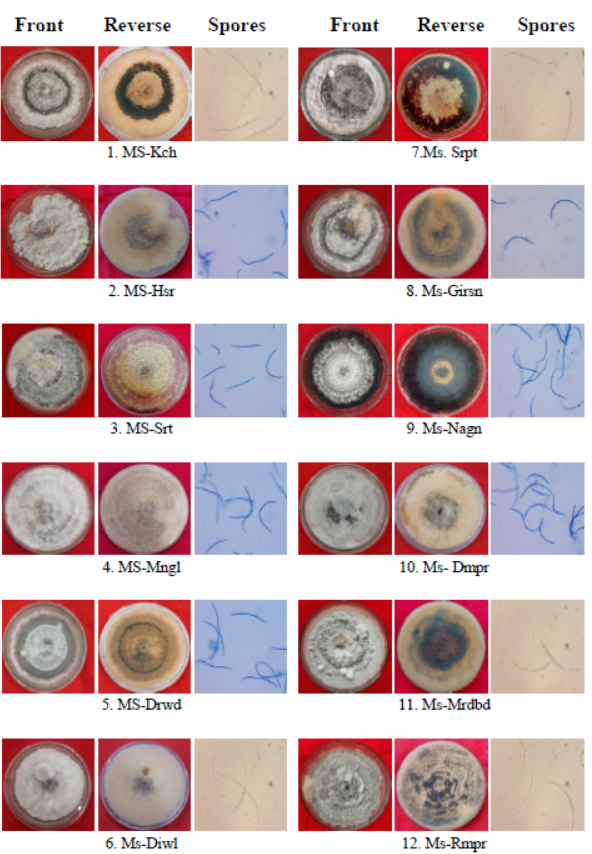 Front Reverse Spores Front Reverse Spores
1. MS-Kch
7.Ms. Srpt
2. MS-Hsr
8. Ms-Girsn
3. MS-Srt
9. Ms-Nagn
4. MS-Mngl
10. Ms- Dmpr
5. MS-Drwd
11. Ms-Mrdbd
6. Ms-Diwl
12. Ms-Rmpr